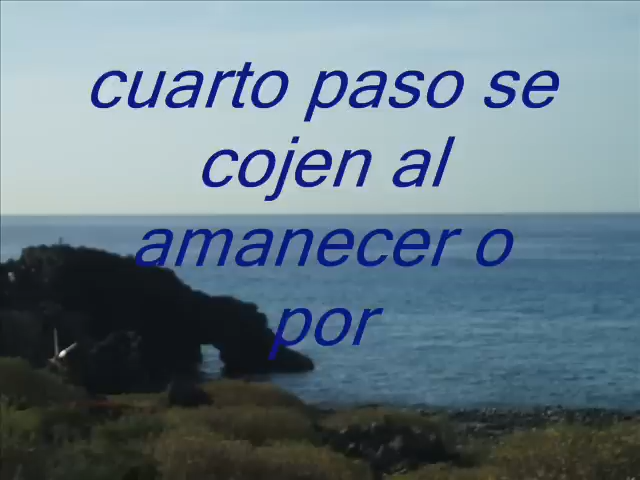 cuarto paso se
cojen al
amanecer o
por